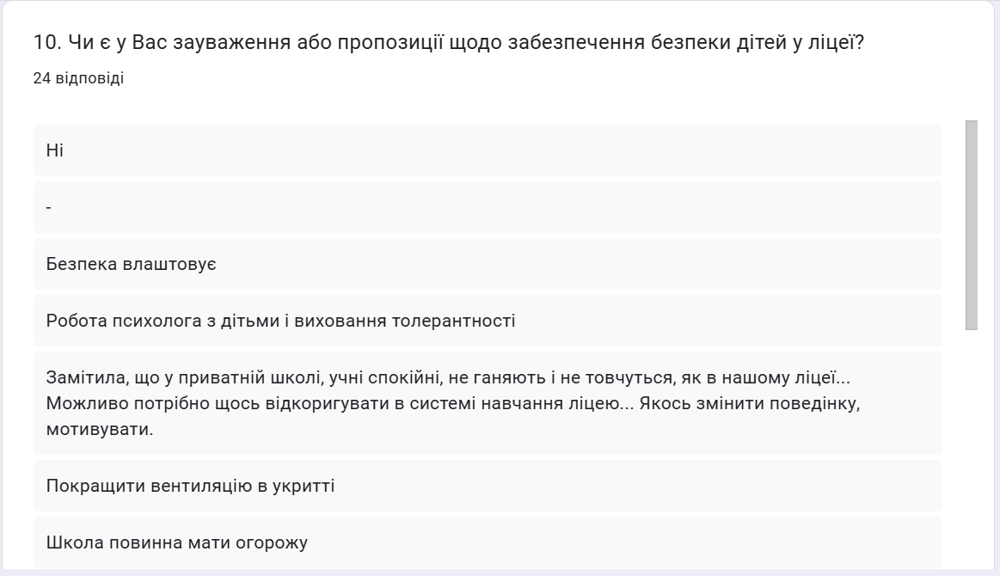 10. Чи є у Вас зауваження або пропозиції щодо забезпечення безпеки дітей у ліцеї?
24 відповіді
Ні
-
Безпека влаштовує
Робота психолога з дітьми і виховання толерантності
Замітила, що у приватній школі, учні спокійні, не ганяють і не товчуться, як в нашому ліцеї...
Можливо потрібно щось відкоригувати в системі навчання ліцею... Якось змінити поведінку,
мотивувати.
Покращити вентиляцію в укритті
Школа повинна мати огорожу